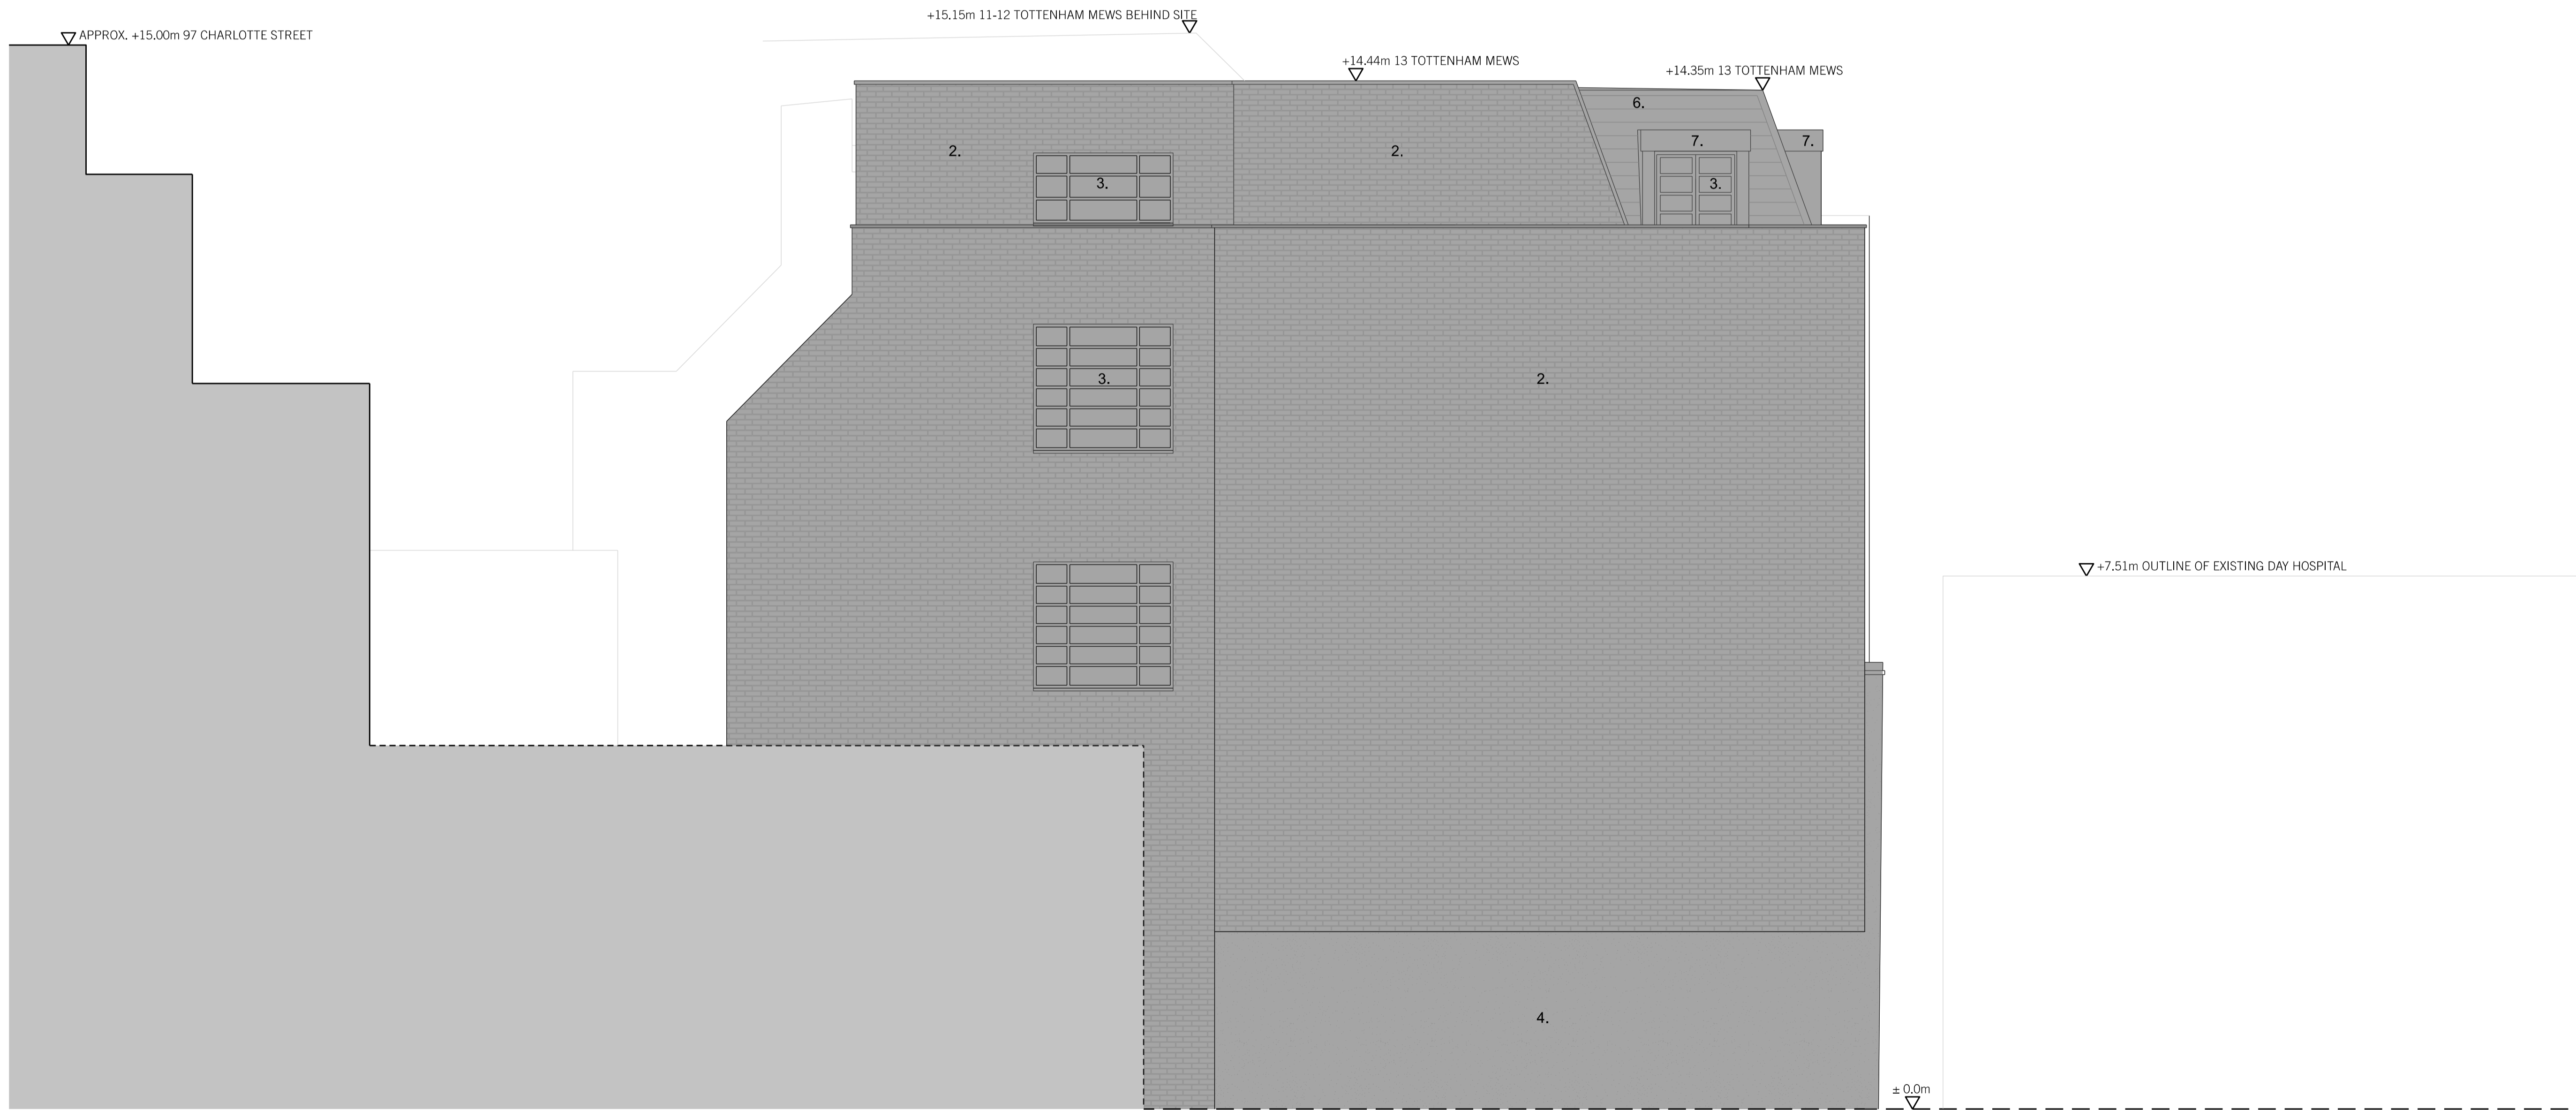 +15.15m 11-12 TOTTENHAM MEWS BEHIND SITE
APPROX. +15.00m 97 CHARLOTTE STREET
+14.44m 13 TOTTENHAM MEWS
+14.35m 13 TOTTENHAM MEWS
6.
7.
7.
2.
2.
3.
3.
3.
2.
+7.51m OUTLINE OF EXISTING DAY HOSPITAL
4.
± 0.0m